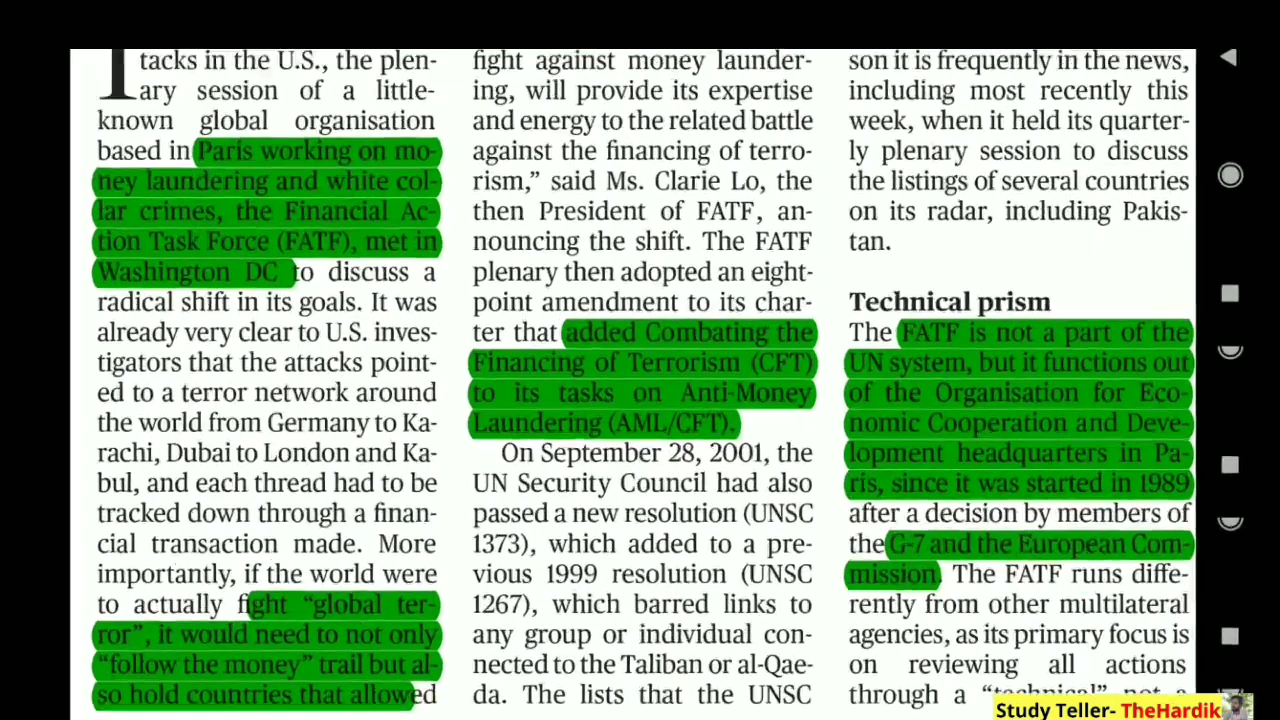 tacks in the U.S., the plen-
ary session of a little-
known global organisation
based in Paris working on mo-
ney laundering and white col-
lar crimes, the Financial Ac-
tion Task Force (FATF), met in
Washington DC to discuss a
radical shift in its goals. It was
already very clear to U.S. inves-
tigators that the attacks point-
ed to a terror network around
the world from Germany to Ka-
rachi, Dubai to London and Ka-
bul, and each thread had to be
tracked down through a finan-
cial transaction made. More
importantly, if the world were
to actually fight “global ter-
ror”, it would need to not only
“follow the money” trail but al-
so hold countries that allowed
fight against money launder-
ing, will provide its expertise
and energy to the related battle
against the financing of terro-
rism,” said Ms. Clarie Lo, the
then President of FATF, an-
nouncing the shift. The FATF
plenary then adopted an eight-
point amendment to its char-
ter that added Combating the
Financing of Terrorism (CFT)
to its tasks on Anti-Money
Laundering (AML/CFT).
On September 28, 2001, the
UN Security Council had also
passed a new resolution (UNSC
1373), which added to a pre-
vious 1999 resolution (UNSC
1267), which barred links to
any group or individual con-
nected to the Taliban or al-Qae-
da. The lists that the UNSC
son it is frequently in the news,
including most recently this
week, when it held its quarter-
ly plenary session to discuss
the listings of several countries
on its radar, including Pakis-
tan.
Technical prism
The FATF is not a part of the
UN system, but it functions out
of the Organisation for Eco-
nomic Cooperation and Deve-
lopment headquarters in Pa-
ris, since it was started in 1989
after a decision by members of
the G-7 and the European Com-
mission. The FATF runs diffe-
rently from other multilateral
agencies, as its primary focus is
on reviewing all actions
through a “technical” not a
Study Teller- TheHardik